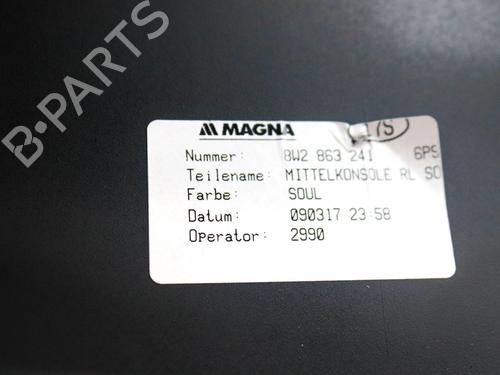 B-PARTS
MAGNA 17S
Nummer: 8W2 863 241 6PS
Teilename: MITTELKONSOLE RL SO
Farbe: SOUL
Datum: 090317 23:58
Operator: 2990